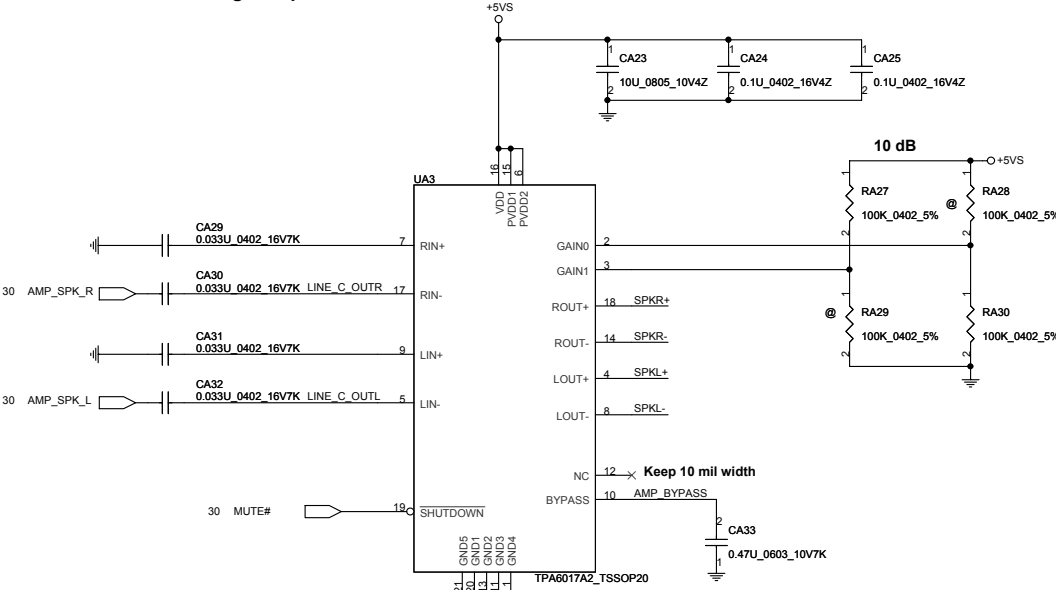 +5VS
1
CA23
10U_0805_10V4Z
2
1
CA24
0.1U_0402_16V4Z
2
1
CA25
0.1U_0402_16V4Z
2
10 dB
+5VS
1
RA27
100K_0402_5%
2
@
1
RA28
100K_0402_5%
2
@
1
RA29
100K_0402_5%
2
1
RA30
100K_0402_5%
2
UA3
16
15
6
VDD
PVDD1
PVDD2
CA29
0.033U_0402_16V7K
7
RIN+
30 AMP_SPK_R
CA30
0.033U_0402_16V7K
LINE_C_OUTR
17
RIN-
CA31
0.033U_0402_16V7K
9
LIN+
30 AMP_SPK_L
CA32
0.033U_0402_16V7K
LINE_C_OUTL
5
LIN-
30 MUTE#
19
SHUTDOWN
GAIN0
2
GAIN1
3
ROUT+
18
SPKR+
ROUT-
14
SPKR-
LOUT+
4
SPKL+
LOUT-
8
SPKL-
NC
12
Keep 10 mil width
BYPASS
10
AMP_BYPASS
2
CA33
0.47U_0603_10V7K
1
GND5
GND1
GND2
GND3
GND4
21
20
1
TPA6017A2_TSSOP20